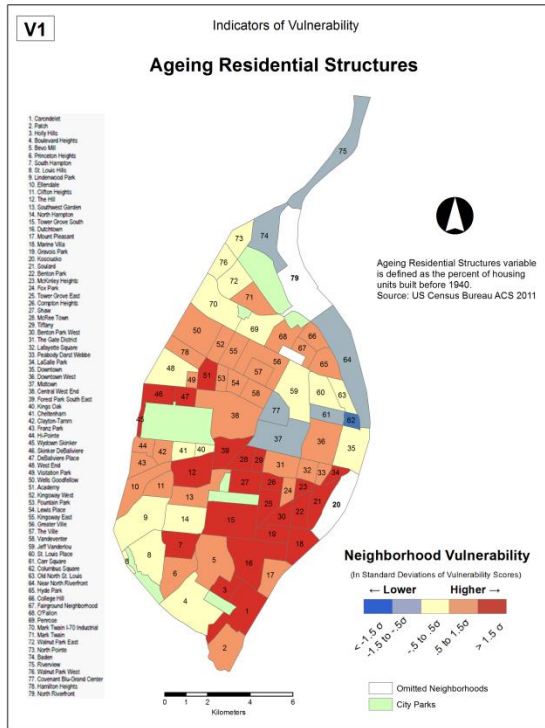 V1
Indicators of Vulnerability
Ageing Residential Structures
1. Carondelet
2. Patch
3. Holly Hills
4. Boulevard Heights
5. Bevo Mill
6. Princeton Heights
7. South Hampton
8. St. Louis Hills
9. Lindenwood Park
10. Ellendale
11. Clifton Heights
12. The Hill
13. Southwest Garden
14. North Hampton
15. Tower Grove South
16. Dutchtown
17. Mount Pleasant
18. Marine Villa
19. Gravois Park
20. Kosciusko
21. Soulard
22. Benton Park
23. McKinley Heights
24. Fox Park
25. Tower Grove East
26. Compton Heights
27. Shaw
28. McRee Town
29. Tiffany
30. Benton Park West
31. The Gate District
32. Lafayette Square
33. Peabody Darst Webbe
34. LaSalle Park
35. Downtown
36. Downtown West
37. Midtown
38. Central West End
39. Forest Park South East
40. Kings Oak
41. Cheltenham
42. Clayton-Tamm
43. Franz Park
44. Hi-Pointe
45. Wydown Skinker
46. Skinker DeBaliviere
47. DeBaliviere Place
48. West End
49. Visitation Park
50. Wells Goodfellow
51. Academy
52. Kingsway West
53. Fountain Park
54. Lewis Place
55. Kingsway East
56. Greater Ville
57. The Ville
58. Vandeventer
59. Jeff Vanderlou
60. St. Louis Place
61. Carr Square
62. Columbus Square
63. Old North St. Louis
64. Near North Riverfront
65. Hyde Park
66. College Hill
67. Fairground Neighborhood
68. O'Fallon
69. Penrose
70. Mark Twain I-70 Industrial
71. Mark Twain
72. Walnut Park East
73. North Pointe
74. Baden
75. Riverview
76. Walnut Park West
77. Covenant Blu-Grand Center
78. Hamilton Heights
79. North Riverfront
75
73 74
76 79
72
71
70
69
50 52 55 68 66 67
78 56 65
57
48 49 51 53 54 58 64
46 47 59 60 63
45 38 77 61 62
37 36 35
44 42 41 40 39
43 28 29 31 32 33 34
12 27 26 24 23 21 20
10 11 13 25 22
9 14 15 30
19 18
7
8 8 5 16 17
6
3
4 1
2
Ageing Residential Structures variable
is defined as the percent of housing
units built before 1940.
Source: US Census Bureau ACS 2011
Neighborhood Vulnerability
(In Standard Deviations of Vulnerability Scores)
← Lower Higher →
<-1.5 σ
-1.5 -.5σ
-.5 .5σ
.5 1.5σ
> 1.5 σ
Omitted Neighborhoods
City Parks
0 1 2 4 6
Kilometers